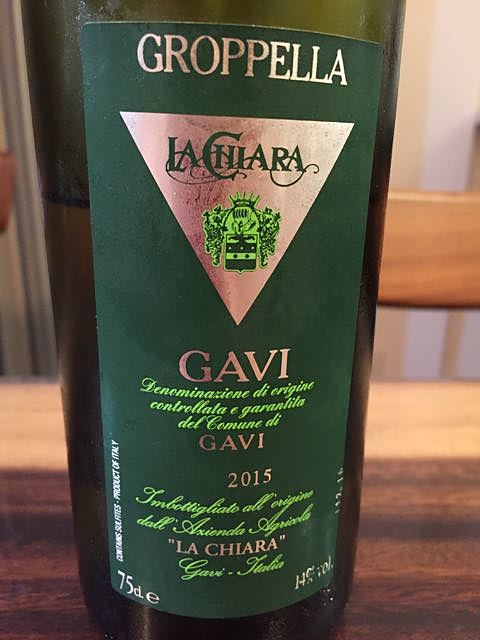 GROPPELLA
LA CHIARA
GAVI
Denominazione di origine
controllata e garantita
del Comune di
GAVI
2015
Imbottigliato all'origine
dall'Azienda Agricola
"LA CHIARA"
Gavi - Italia
75cl. e
14% vol.
CONTAINS SULFITES - PRODUCT OF ITALY